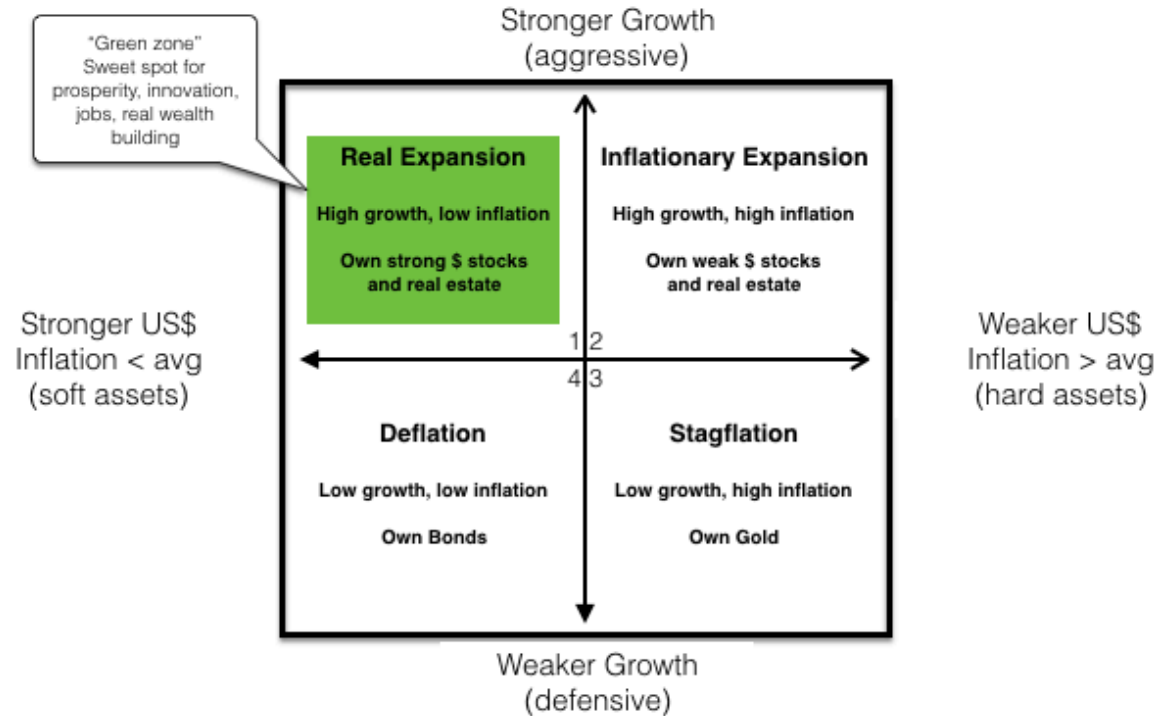 Stronger Growth
(aggressive)
“Green zone”
Sweet spot for
prosperity, innovation,
jobs, real wealth
building
Real Expansion
High growth, low inflation
Own strong $ stocks
and real estate
Inflationary Expansion
High growth, high inflation
Own weak $ stocks
and real estate
Stronger US$
Inflation < avg
(soft assets)
1 2
4 3
Weaker US$
Inflation > avg
(hard assets)
Deflation
Low growth, low inflation
Own Bonds
Stagflation
Low growth, high inflation
Own Gold
Weaker Growth
(defensive)